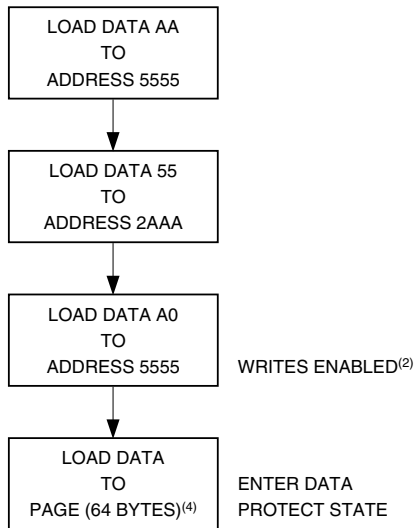 LOAD DATA AA
TO
ADDRESS 5555
LOAD DATA 55
TO
ADDRESS 2AAA
LOAD DATA A0
TO
ADDRESS 5555
WRITES ENABLED(2)
LOAD DATA
TO
PAGE (64 BYTES)(4)
ENTER DATA
PROTECT STATE